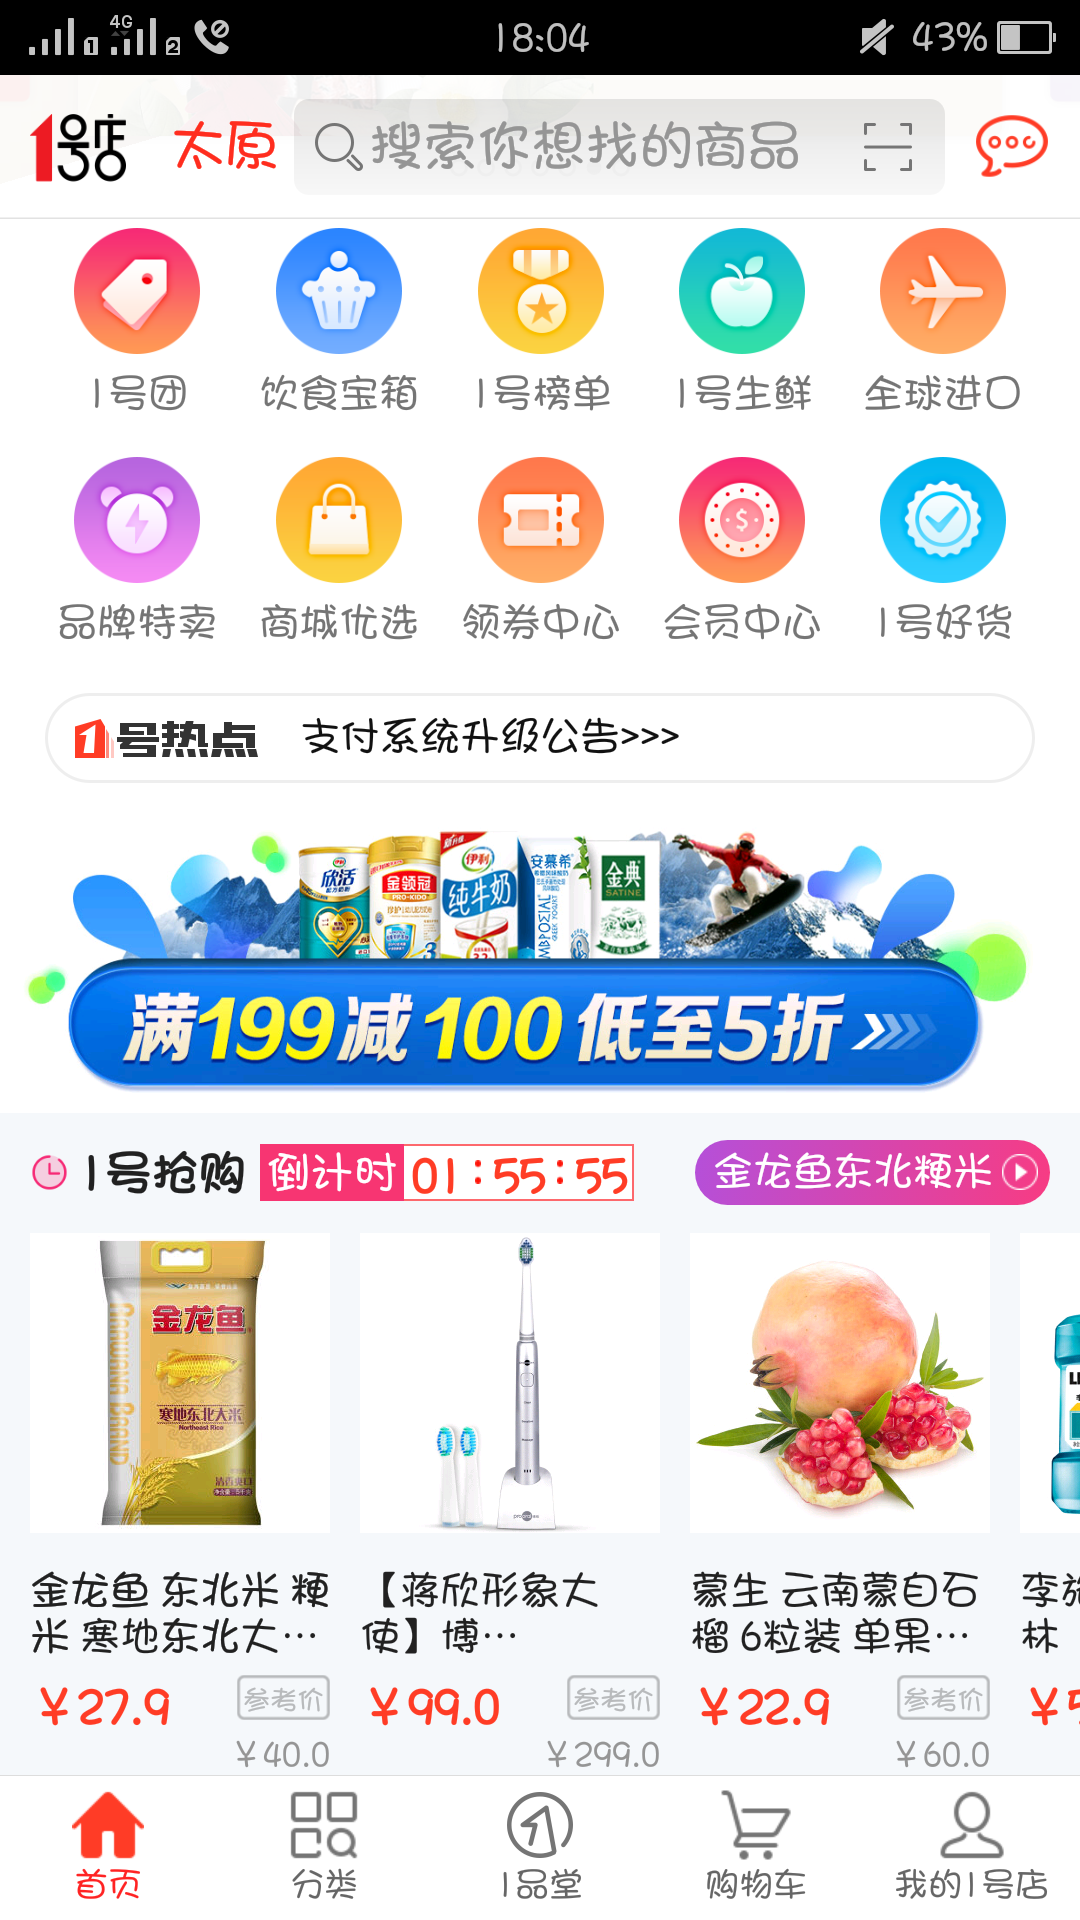 4G
1 2
18:04
43%
1号店 太原 搜索你想找的商品
1号团 饮食宝箱 1号榜单 1号生鲜 全球进口
品牌特卖 商城优选 领券中心 会员中心 1号好货
1号热点 支付系统升级公告>>>
欣活 金领冠 PRO-KIDO 伊利 纯牛奶 安慕希 金典 SATINE
满199减100 低至5折
1号抢购 倒计时 01:55:55 金龙鱼东北粳米
金龙鱼
寒地东北大米
Northeast Rice
金龙鱼 东北米 粳 【蒋欣形象大 蒙生 云南蒙自石
米 寒地东北大… 使】博… 榴 6粒装 单果… 林
¥27.9 参考价 ¥99.0 参考价 ¥22.9 参考价
¥40.0 ¥299.0 ¥60.0
首页 分类 1品堂 购物车 我的1号店